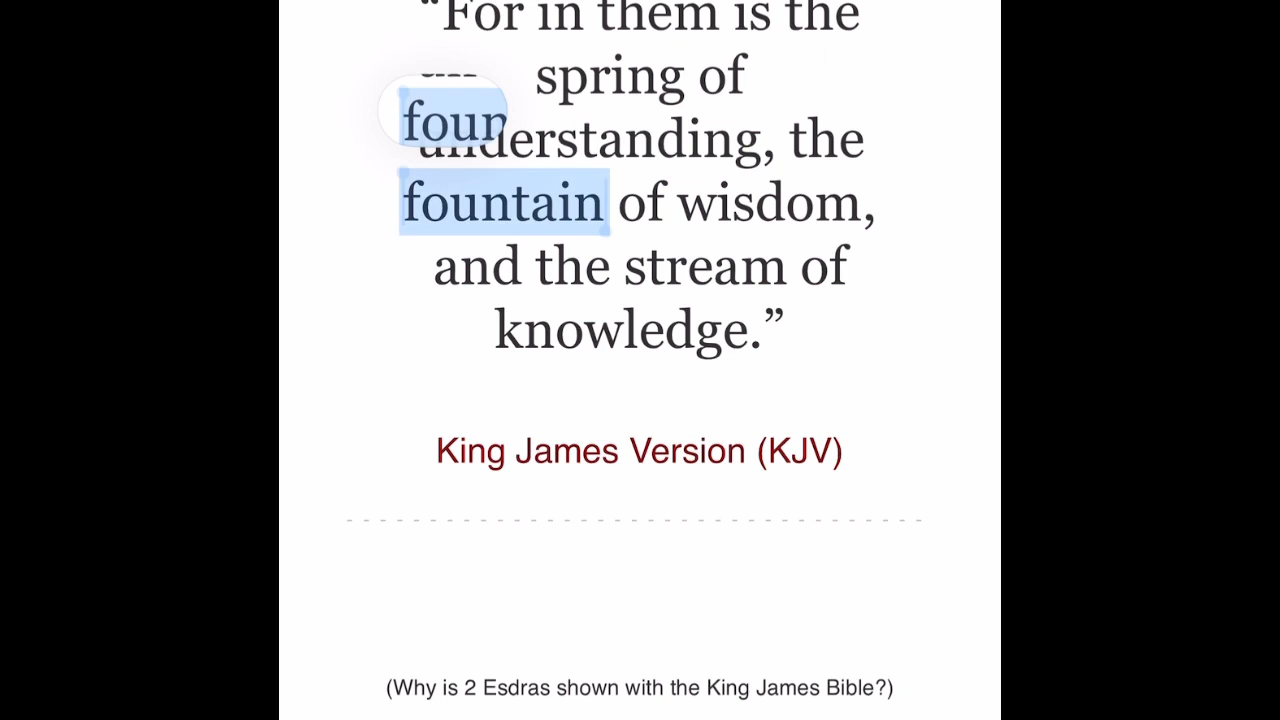 “For in them is the
spring of
understanding, the
fountain of wisdom,
and the stream of
knowledge.”
King James Version (KJV)
(Why is 2 Esdras shown with the King James Bible?)